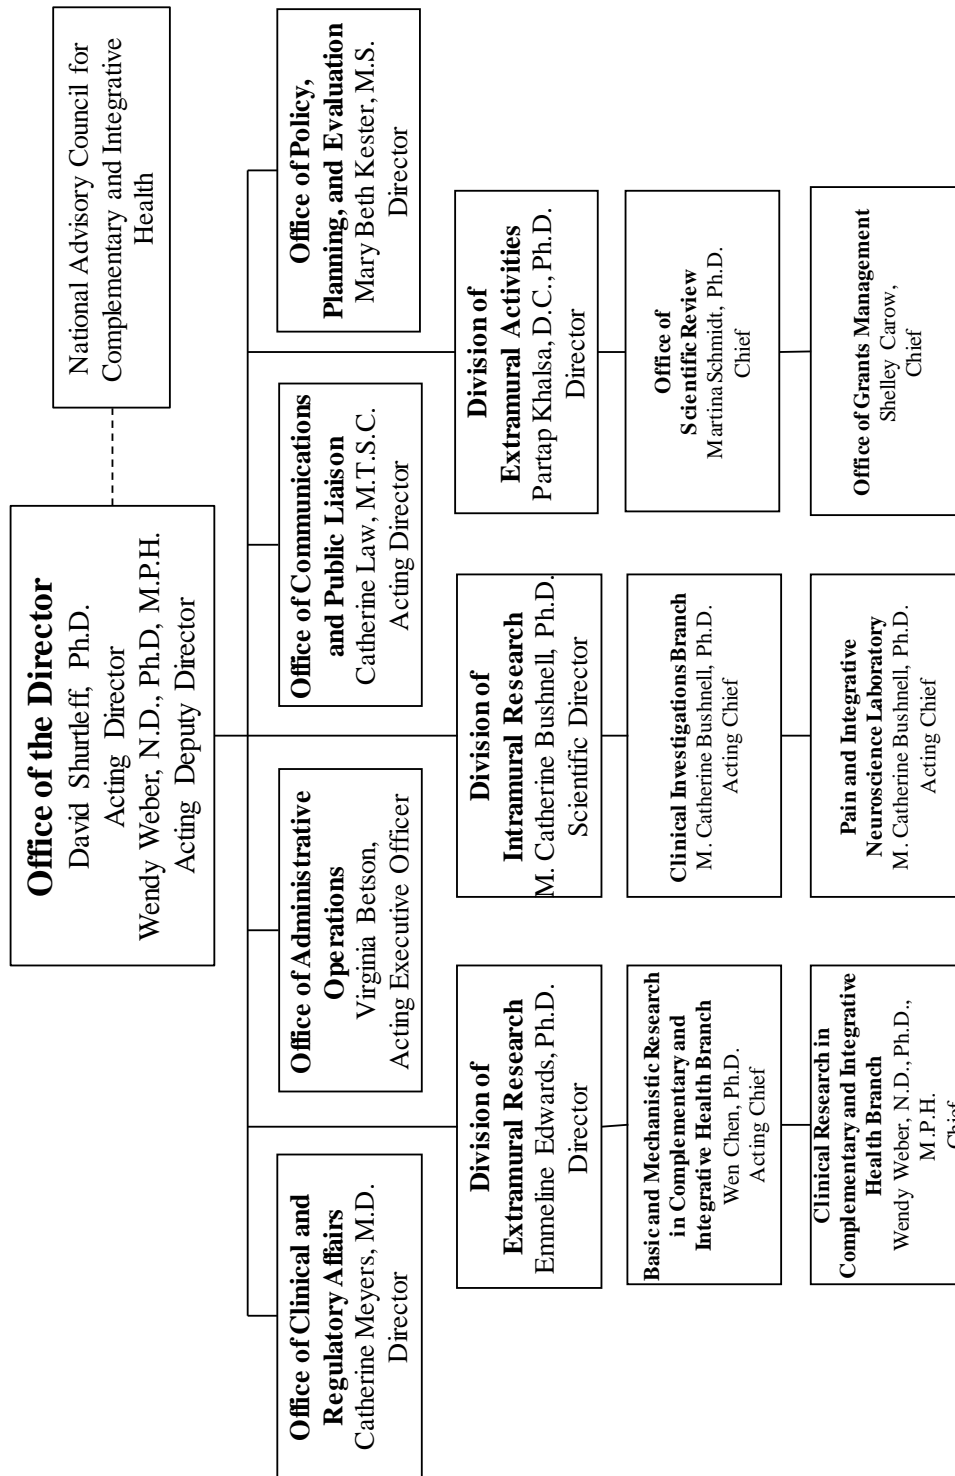 Office of the Director
David Shurtleff, Ph.D.
Acting Director
Wendy Weber, N.D., Ph.D, M.P.H.
Acting Deputy Director
National Advisory Council for
Complementary and Integrative
Health
Office of Clinical and
Regulatory Affairs
Catherine Meyers, M.D.
Director
Office of Administrative
Operations
Virginia Betson,
Acting Executive Officer
Office of Communications
and Public Liaison
Catherine Law, M.T.S.C.
Acting Director
Office of Policy,
Planning, and Evaluation
Mary Beth Kester, M.S.
Director
Division of
Extramural Research
Emmeline Edwards, Ph.D.
Director
Division of
Intramural Research
M. Catherine Bushnell, Ph.D.
Scientific Director
Division of
Extramural Activities
Partap Khalsa, D.C., Ph.D.
Director
Basic and Mechanistic Research
in Complementary and
Integrative Health Branch
Wen Chen, Ph.D.
Acting Chief
Clinical Investigations Branch
M. Catherine Bushnell, Ph.D.
Acting Chief
Office of
Scientific Review
Martina Schmidt, Ph.D.
Chief
Clinical Research in
Complementary and Integrative
Health Branch
Wendy Weber, N.D., Ph.D.,
M.P.H.
Chief
Pain and Integrative
Neuroscience Laboratory
M. Catherine Bushnell, Ph.D.
Acting Chief
Office of Grants Management
Shelley Carow,
Chief